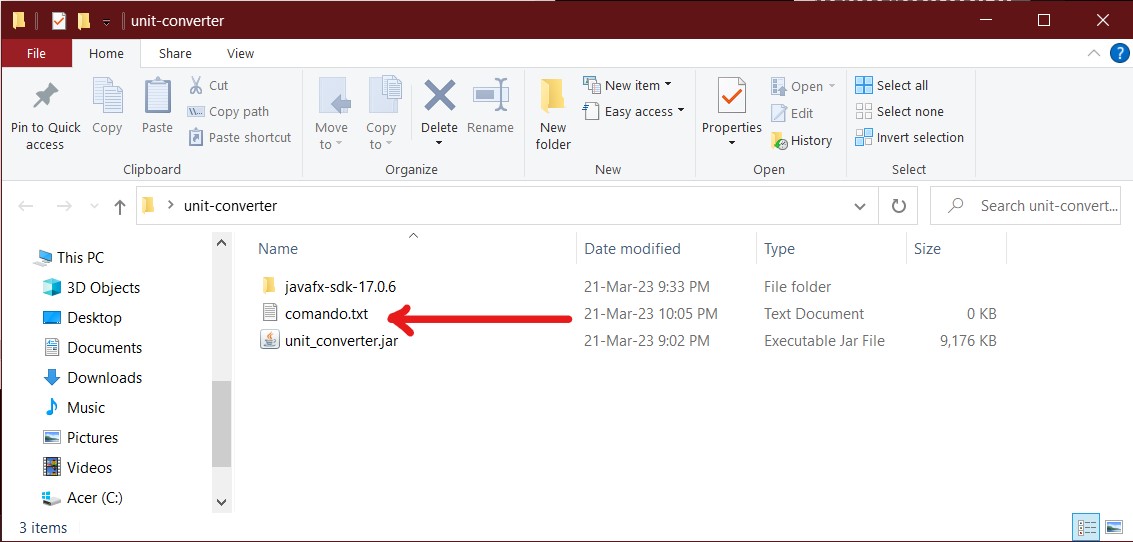 unit-converter
File Home Share View
Pin to Quick access
Copy
Paste
Cut
Copy path
Paste shortcut
Clipboard
Move to
Copy to
Delete
Rename
Organize
New folder
New item
Easy access
New
Properties
Open
Edit
History
Open
Select all
Select none
Invert selection
Select
unit-converter
Search unit-convert...
This PC
3D Objects
Desktop
Documents
Downloads
Music
Pictures
Videos
Acer (C:)
Name Date modified Type Size
javafx-sdk-17.0.6 21-Mar-23 9:33 PM File folder
comando.txt 21-Mar-23 10:05 PM Text Document 0 KB
unit_converter.jar 21-Mar-23 9:02 PM Executable Jar File 9,176 KB
3 items